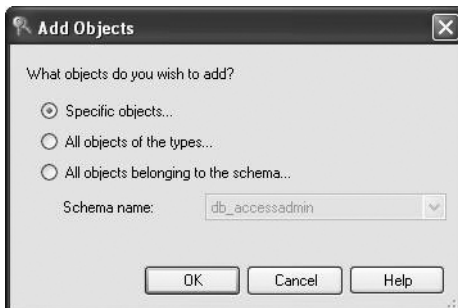 Add Objects
What objects do you wish to add?
Specific objects...
All objects of the types...
All objects belonging to the schema...
Schema name: db_accessadmin
OK Cancel Help